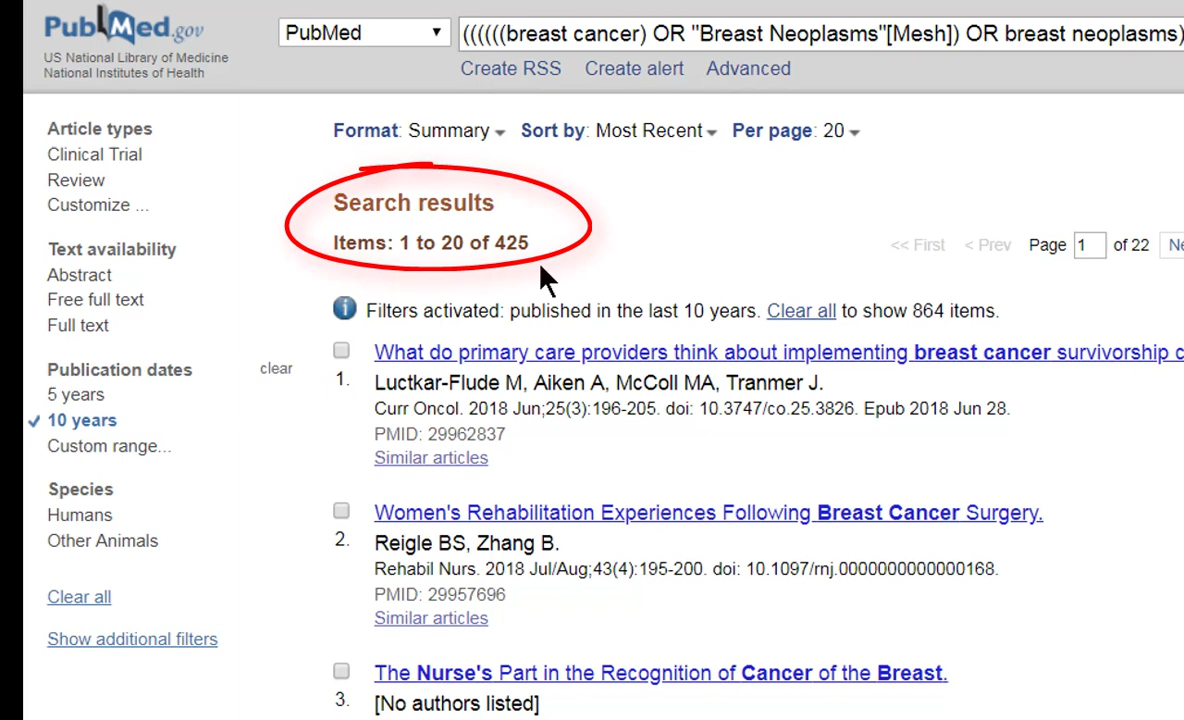 PubMed.gov
US National Library of Medicine
National Institutes of Health
PubMed
((((((breast cancer) OR "Breast Neoplasms"[Mesh]) OR breast neoplasms)
Create RSS Create alert Advanced
Article types
Clinical Trial
Review
Customize ...
Text availability
Abstract
Free full text
Full text
Publication dates clear
5 years
10 years
Custom range...
Species
Humans
Other Animals
Clear all
Show additional filters
Format: Summary Sort by: Most Recent Per page: 20
Search results
Items: 1 to 20 of 425
<< First < Prev Page 1 of 22
Filters activated: published in the last 10 years. Clear all to show 864 items.
What do primary care providers think about implementing breast cancer survivorship
1. Luctkar-Flude M, Aiken A, McColl MA, Tranmer J.
Curr Oncol. 2018 Jun;25(3):196-205. doi: 10.3747/co.25.3826. Epub 2018 Jun 28.
PMID: 29962837
Similar articles
Women's Rehabilitation Experiences Following Breast Cancer Surgery.
2. Reigle BS, Zhang B.
Rehabil Nurs. 2018 Jul/Aug;43(4):195-200. doi: 10.1097/rnj.0000000000000168.
PMID: 29957696
Similar articles
The Nurse's Part in the Recognition of Cancer of the Breast.
3. [No authors listed]